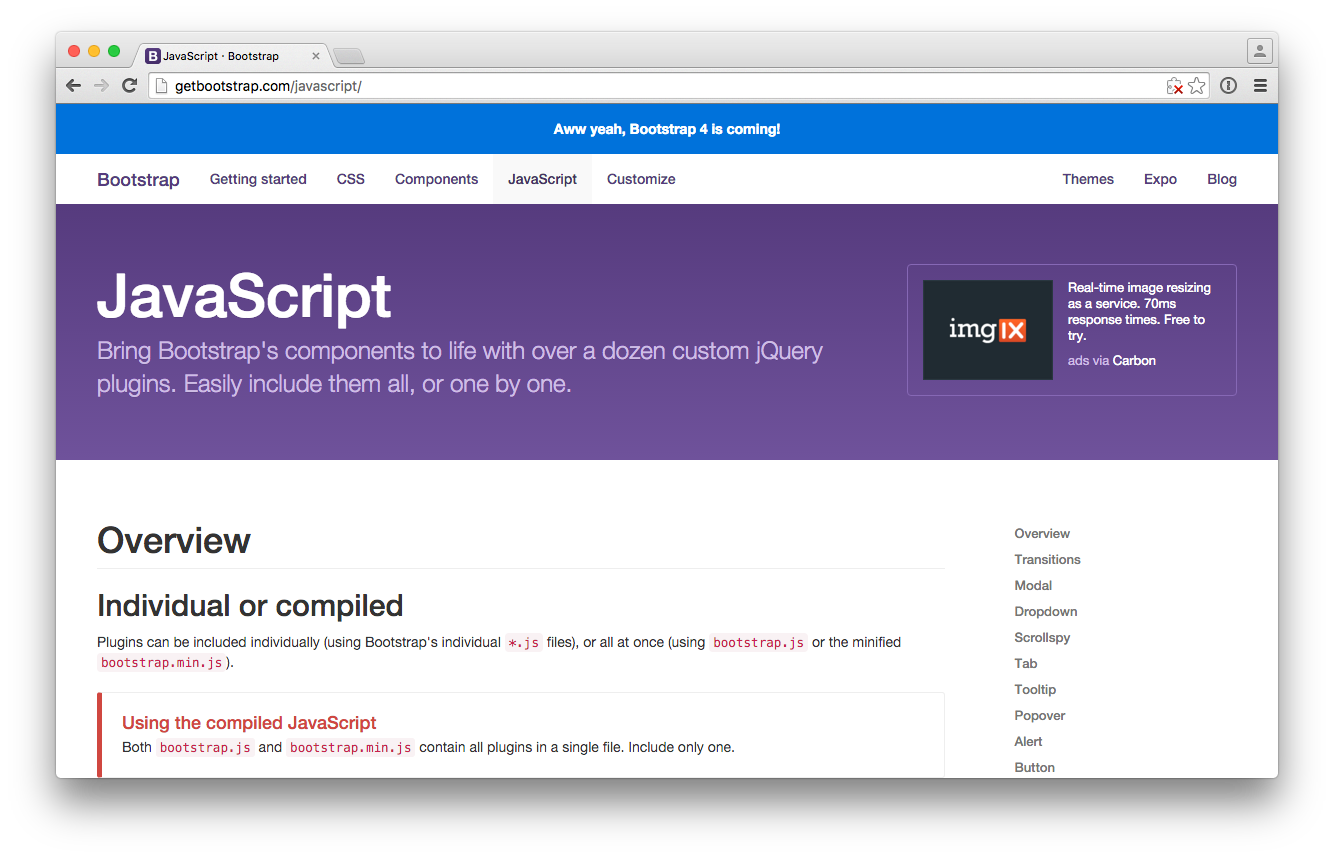 JavaScript · Bootstrap
getbootstrap.com/javascript/
Aww yeah, Bootstrap 4 is coming!
Bootstrap Getting started CSS Components JavaScript Customize Themes Expo Blog
JavaScript
Bring Bootstrap's components to life with over a dozen custom jQuery
plugins. Easily include them all, or one by one.
imgIX
Real-time image resizing
as a service. 70ms
response times. Free to
try.
ads via Carbon
Overview
Individual or compiled
Plugins can be included individually (using Bootstrap's individual *.js files), or all at once (using bootstrap.js or the minified
bootstrap.min.js).
Using the compiled JavaScript
Both bootstrap.js and bootstrap.min.js contain all plugins in a single file. Include only one.
Overview
Transitions
Modal
Dropdown
Scrollspy
Tab
Tooltip
Popover
Alert
Button